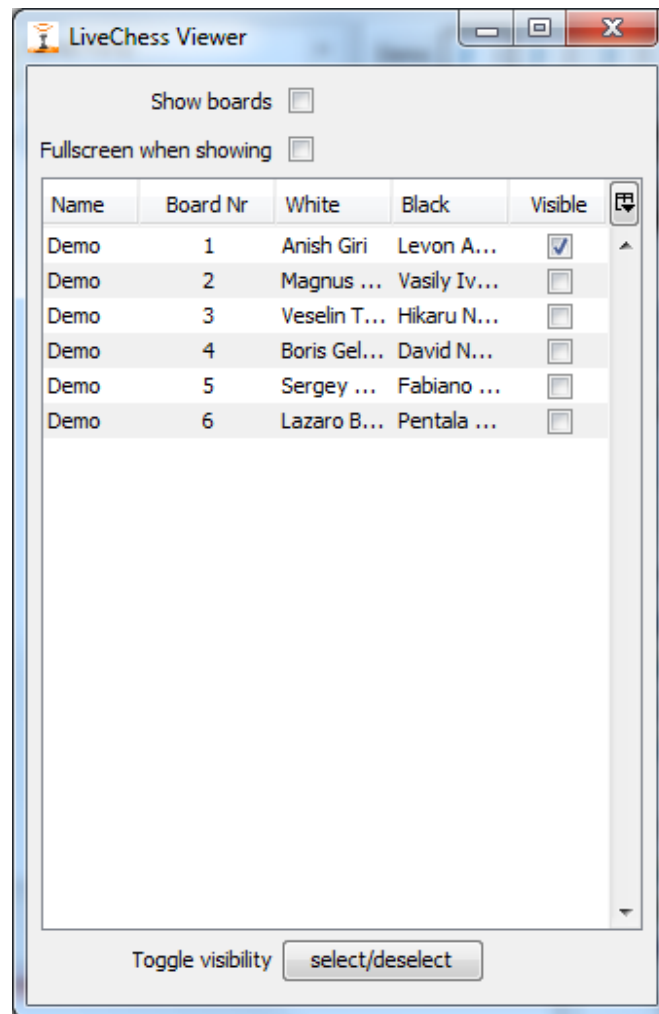 LiveChess Viewer
Show boards
Fullscreen when showing
Name Board Nr White Black Visible
Demo 1 Anish Giri Levon A...
Demo 2 Magnus ... Vasily Iv...
Demo 3 Veselin T... Hikaru N...
Demo 4 Boris Gel... David N...
Demo 5 Sergey ... Fabiano ...
Demo 6 Lazaro B... Pentala ...
Toggle visibility select/deselect